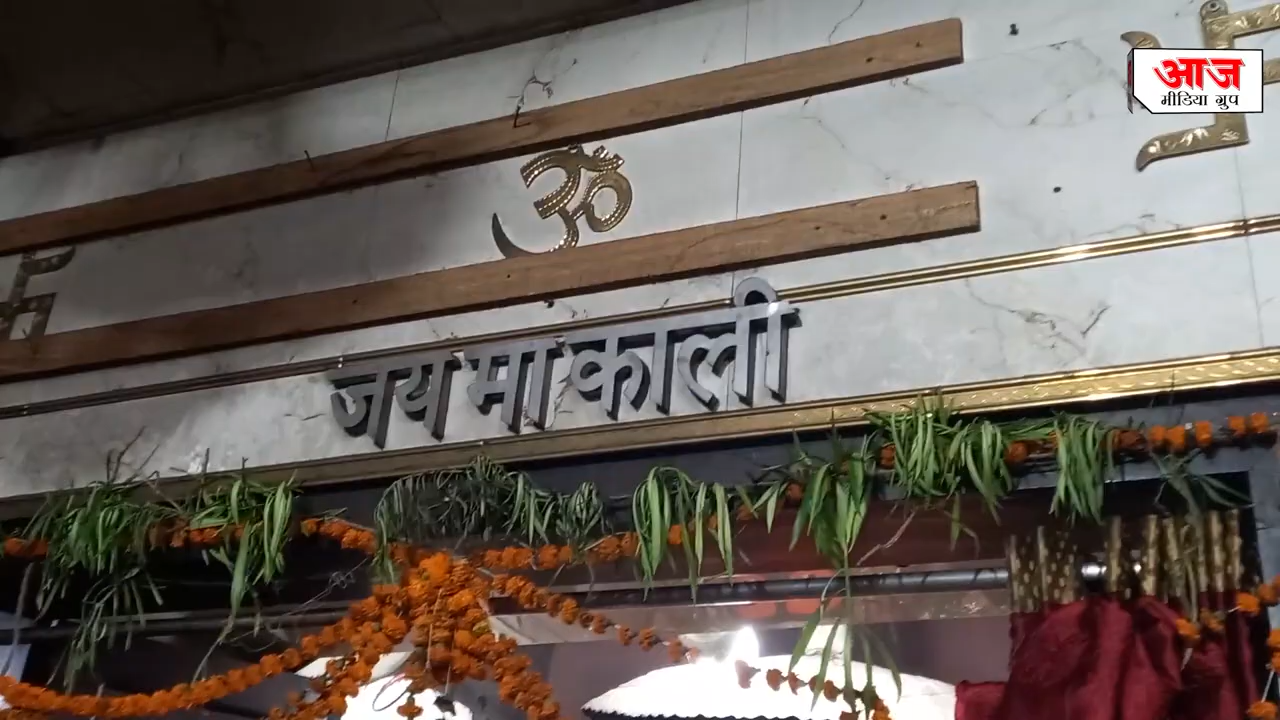 आज
मीडिया ग्रुप
ॐ
जय मा काली